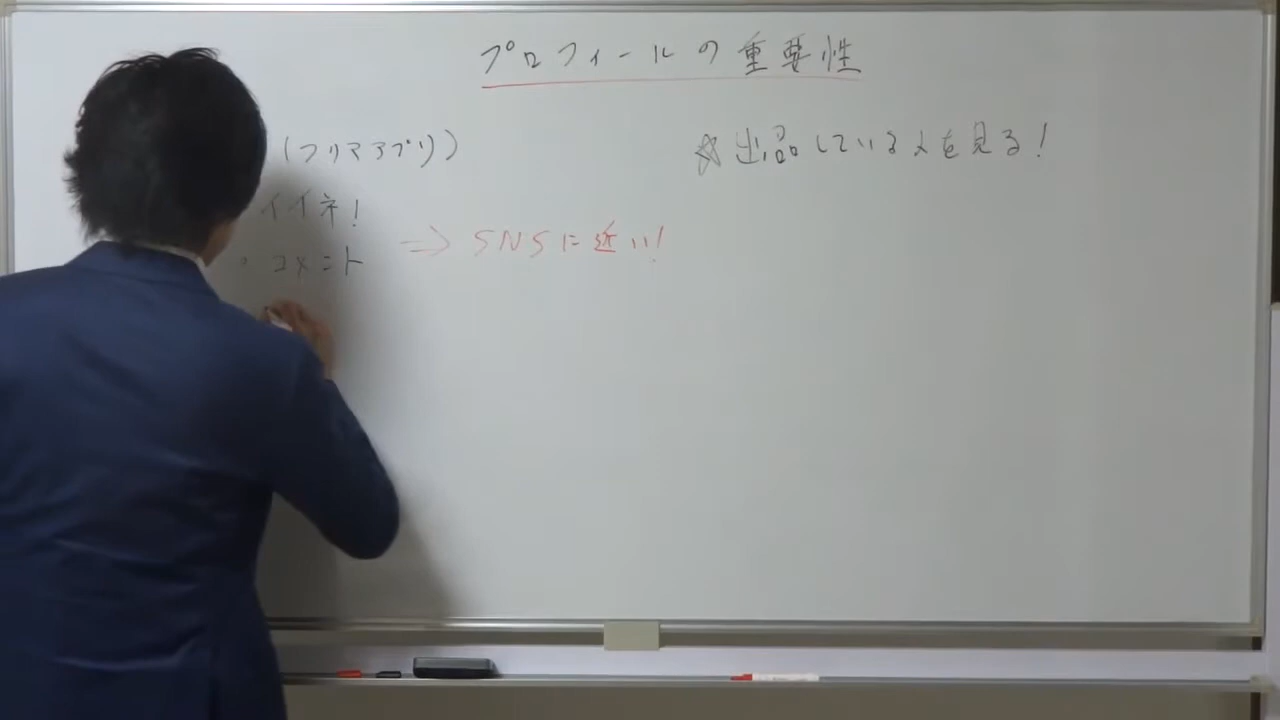 プロフィールの重要性
(フリマアプリ)
・イイネ!
・コメント
⇒ SNSに近い!
☆出品している人を見る!